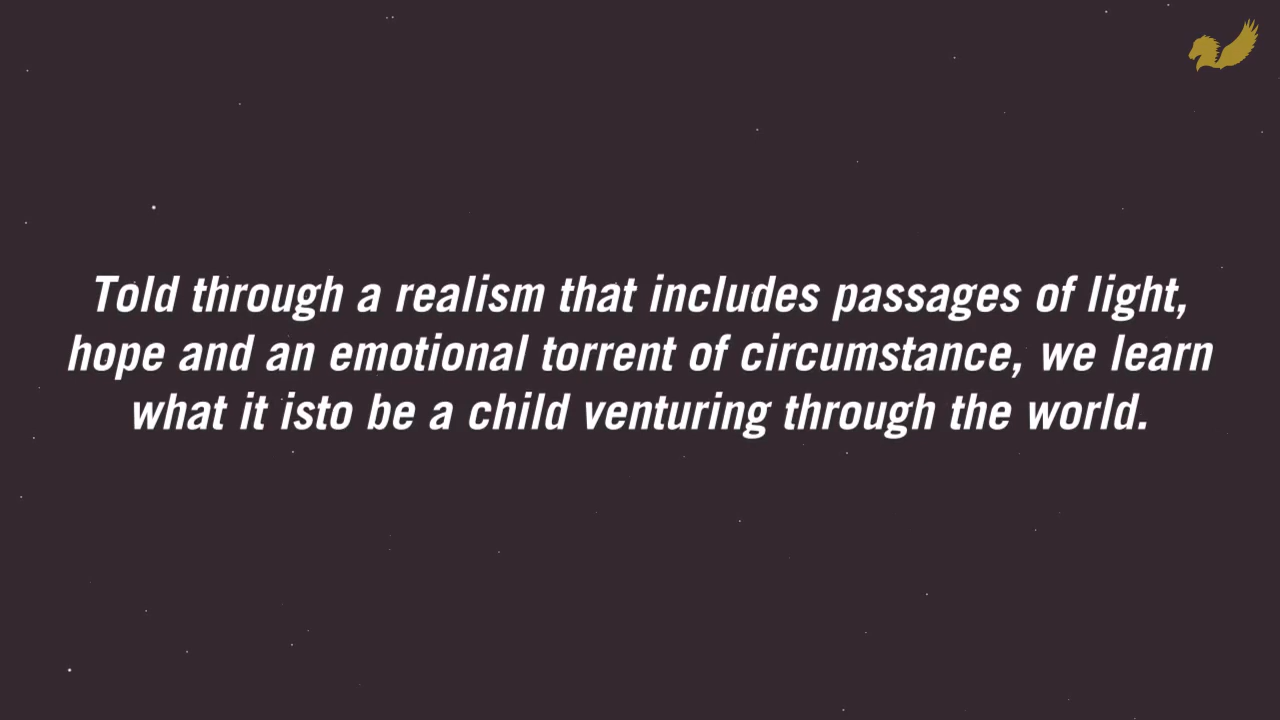 Told through a realism that includes passages of light,
hope and an emotional torrent of circumstance, we learn
what it isto be a child venturing through the world.